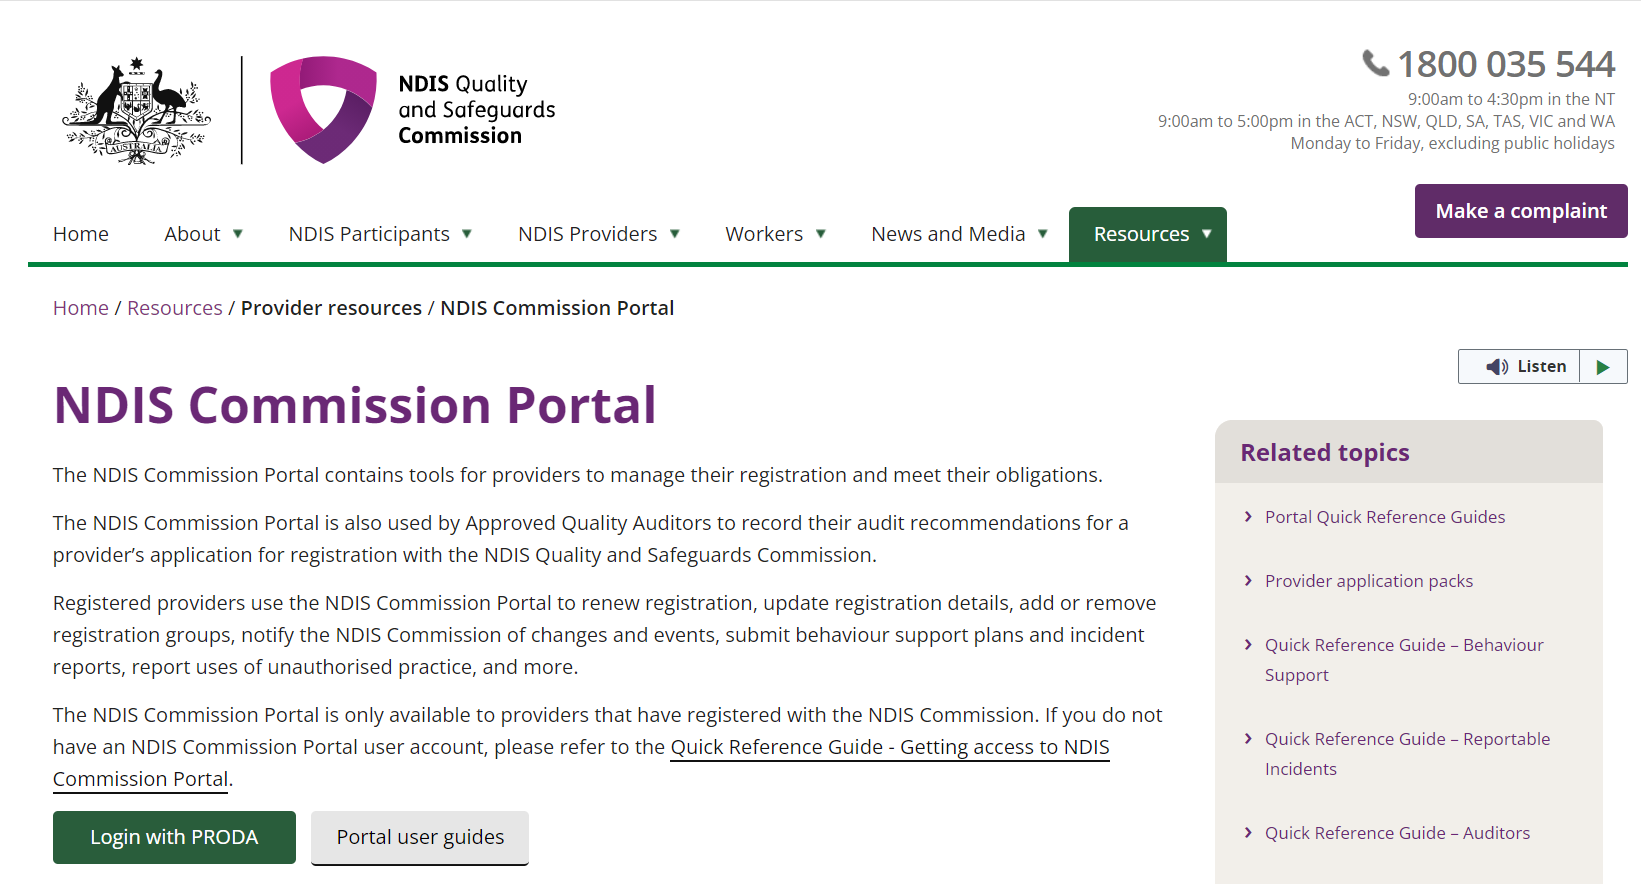 AUSTRALIA
NDIS Quality
and Safeguards
Commission
1800 035 544
9:00am to 4:30pm in the NT
9:00am to 5:00pm in the ACT, NSW, QLD, SA, TAS, VIC and WA
Monday to Friday, excluding public holidays
Make a complaint
Home About NDIS Participants NDIS Providers Workers News and Media Resources
Home / Resources / Provider resources / NDIS Commission Portal
Listen
NDIS Commission Portal
The NDIS Commission Portal contains tools for providers to manage their registration and meet their obligations.
The NDIS Commission Portal is also used by Approved Quality Auditors to record their audit recommendations for a
provider’s application for registration with the NDIS Quality and Safeguards Commission.
Registered providers use the NDIS Commission Portal to renew registration, update registration details, add or remove
registration groups, notify the NDIS Commission of changes and events, submit behaviour support plans and incident
reports, report uses of unauthorised practice, and more.
The NDIS Commission Portal is only available to providers that have registered with the NDIS Commission. If you do not
have an NDIS Commission Portal user account, please refer to the Quick Reference Guide - Getting access to NDIS
Commission Portal.
Login with PRODA
Portal user guides
Related topics
Portal Quick Reference Guides
Provider application packs
Quick Reference Guide – Behaviour
Support
Quick Reference Guide – Reportable
Incidents
Quick Reference Guide – Auditors